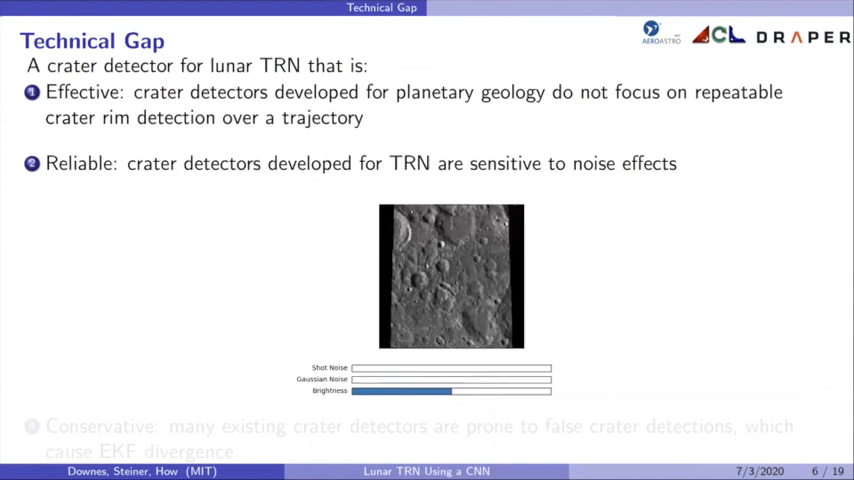 Technical Gap
AEROASTRO
ACL
DRAPER
Technical Gap
A crater detector for lunar TRN that is:
1 Effective: crater detectors developed for planetary geology do not focus on repeatable
crater rim detection over a trajectory
2 Reliable: crater detectors developed for TRN are sensitive to noise effects
Shot Noise
Gaussian Noise
Brightness
Conservative: many existing crater detectors are prone to false crater detections, which
cause EKF divergence
Downes, Steiner, How (MIT)
Lunar TRN Using a CNN
7/3/2020
6 / 19